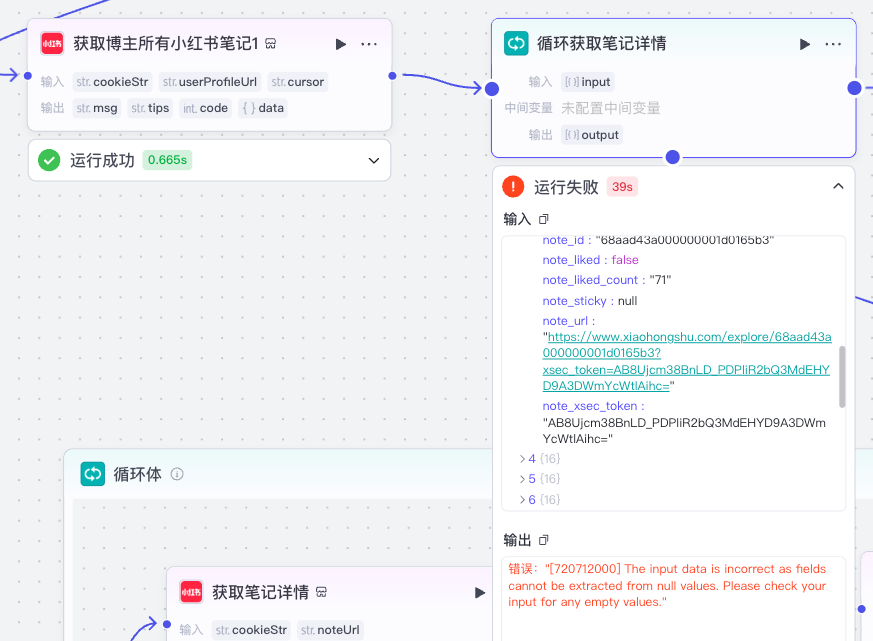 小红书
获取博主所有小红书笔记1
输入 str. cookieStr str. userProfileUrl str. cursor
输出 str. msg str. tips int. code { } data
运行成功 0.665s
循环获取笔记详情
输入 [{}] input
中间变量 未配置中间变量
输出 [{}] output
! 运行失败 39s
输入
note_id : "68aad43a000000001d0165b3"
note_liked : false
note_liked_count : "71"
note_sticky : null
note_url :
"https://www.xiaohongshu.com/explore/68aad43a
000000001d0165b3?
xsec_token=AB8Ujcm38BnLD_PDPliR2bQ3MdEHY
D9A3DWmYcWtlAihc="
note_xsec_token :
"AB8Ujcm38BnLD_PDPliR2bQ3MdEHYD9A3DWm
YcWtlAihc="
4 {16}
5 {16}
6 {16}
输出
错误："[720712000] The input data is incorrect as fields
cannot be extracted from null values. Please check your
input for any empty values."
循环体
小红书
获取笔记详情
输入 str. cookieStr str. noteUrl